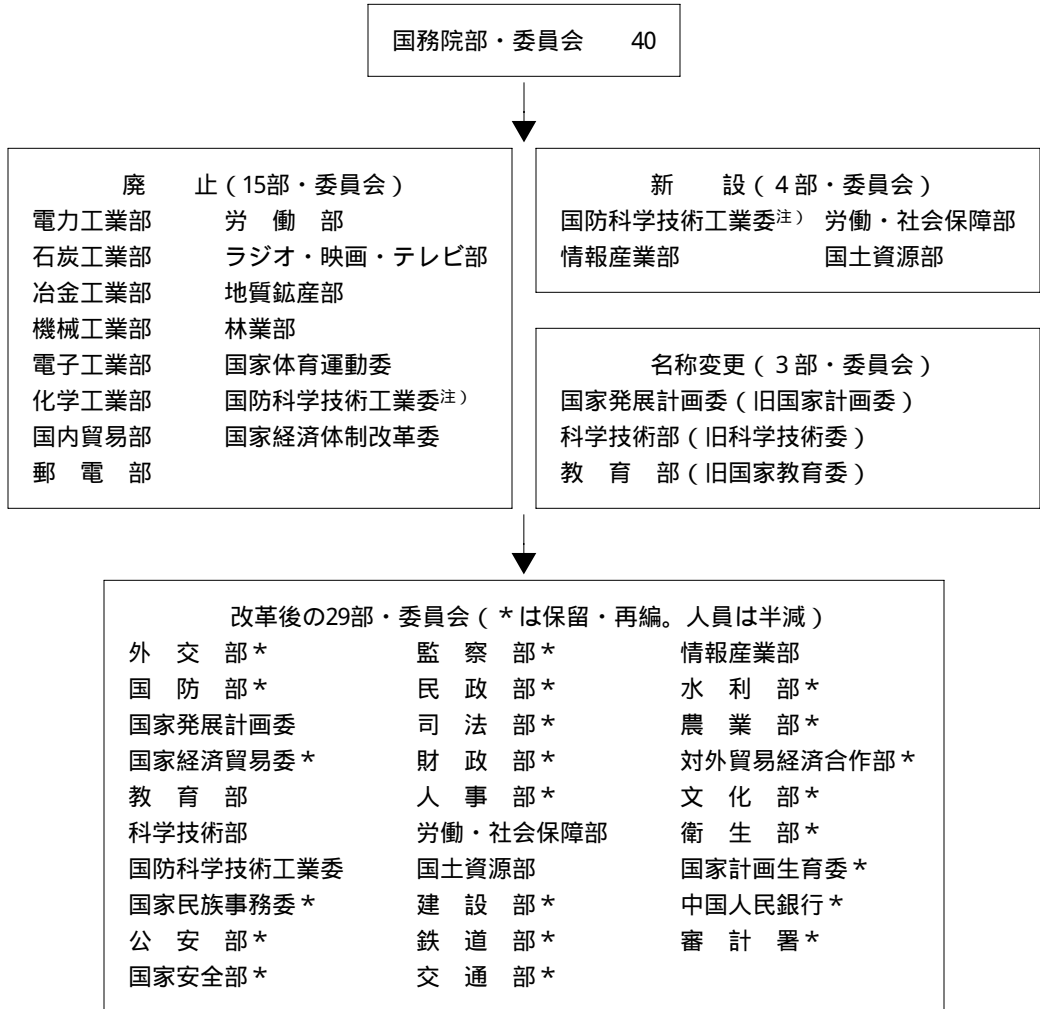 国務院部・委員会　　40
廃　　止（15部・委員会）
電力工業部　　労　働　部
石炭工業部　　ラジオ・映画・テレビ部
冶金工業部　　地質鉱産部
機械工業部　　林業部
電子工業部　　国家体育運動委
化学工業部　　国防科学技術工業委注）
国内貿易部　　国家経済体制改革委
郵　電　部
新　　設（４部・委員会）
国防科学技術工業委注）　労働・社会保障部
情報産業部　　国土資源部
名称変更（３部・委員会）
国家発展計画委（旧国家計画委）
科学技術部（旧科学技術委）
教　育　部（旧国家教育委）
改革後の29部・委員会（＊は保留・再編。人員は半減）
外　交　部＊　　監　察　部＊　　情報産業部
国　防　部＊　　民　政　部＊　　水　利　部＊
国家発展計画委　　司　法　部＊　　農　業　部＊
国家経済貿易委＊　　財　政　部＊　　対外貿易経済合作部＊
教　育　部　　人　事　部＊　　文　化　部＊
科学技術部　　労働・社会保障部　　衛　生　部＊
国防科学技術工業委　　国土資源部　　国家計画生育委＊
国家民族事務委＊　　建　設　部＊　　中国人民銀行＊
公　安　部＊　　鉄　道　部＊　　審　計　署＊
国家安全部＊　　交　通　部＊